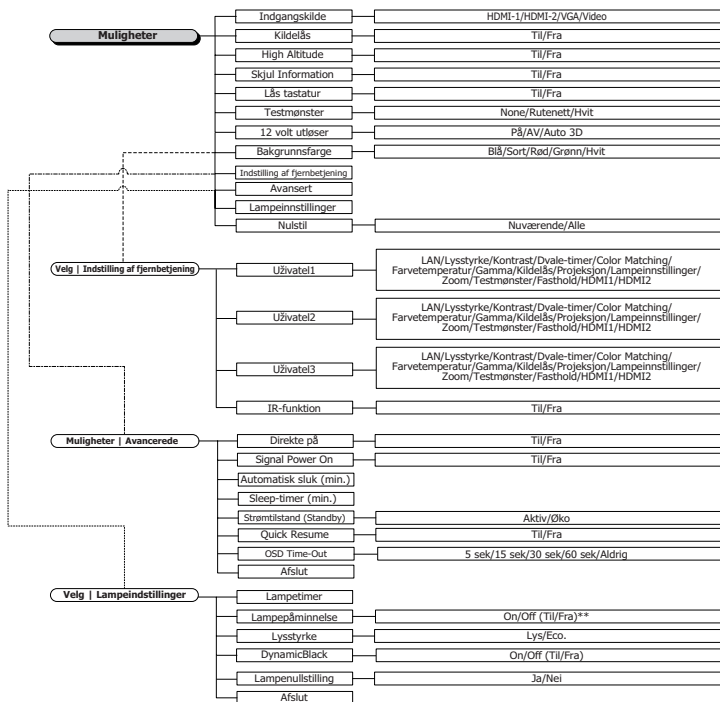 Muligheter
Indgangskilde
HDMI-1/HDMI-2/VGA/Video
Kildelås
Til/Fra
High Altitude
Til/Fra
Skjul Information
Til/Fra
Lås tastatur
Til/Fra
Testmønster
None/Rutenett/Hvit
12 volt utløser
På/AV/Auto 3D
Bakgrunnsfarge
Blå/Sort/Rød/Grønn/Hvit
Indstilling af fjernbetjening
Avansert
Lampeinnstillinger
Nulstil
Nuværende/Alle
Velg | Indstilling af fjernbetjening
Uživatel1
LAN/Lysstyrke/Kontrast/Dvale-timer/Color Matching/
Farvetemperatur/Gamma/Kildelås/Projeksjon/Lampeinnstillinger/
Zoom/Testmønster/Fasthold/HDMI1/HDMI2
Uživatel2
LAN/Lysstyrke/Kontrast/Dvale-timer/Color Matching/
Farvetemperatur/Gamma/Kildelås/Projeksjon/Lampeinnstillinger/
Zoom/Testmønster/Fasthold/HDMI1/HDMI2
Uživatel3
LAN/Lysstyrke/Kontrast/Dvale-timer/Color Matching/
Farvetemperatur/Gamma/Kildelås/Projeksjon/Lampeinnstillinger/
Zoom/Testmønster/Fasthold/HDMI1/HDMI2
IR-funktion
Til/Fra
Muligheter | Avancerede
Direkte på
Til/Fra
Signal Power On
Til/Fra
Automatisk sluk (min.)
Sleep-timer (min.)
Strømtilstand (Standby)
Aktiv/Øko
Quick Resume
Til/Fra
OSD Time-Out
5 sek/15 sek/30 sek/60 sek/Aldrig
Afslut
Velg | Lampeindstillinger
Lampetimer
Lampepåminnelse
On/Off (Til/Fra)**
Lysstyrke
Lys/Eco.
DynamicBlack
On/Off (Til/Fra)
Lampenullstilling
Ja/Nei
Afslut